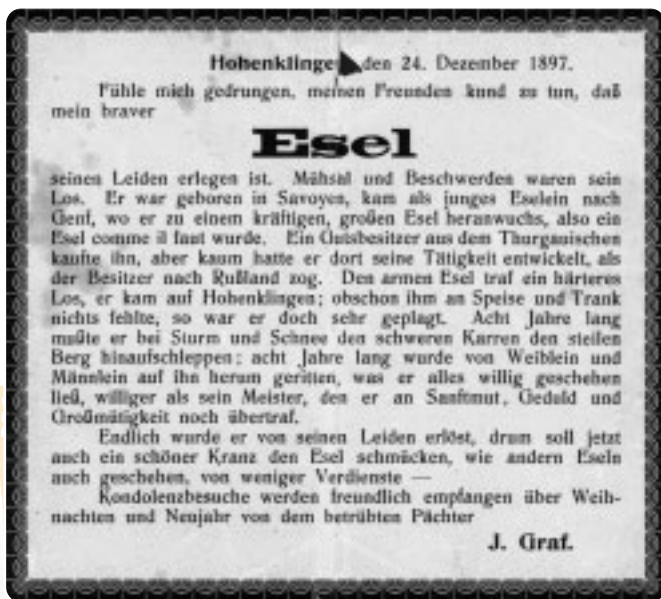 Hohenklingen den 24. Dezember 1897.
Fühle mich gedrungen, meinen Freunden kund zu tun, daß
mein braver
Esel
seinen Leiden erlegen ist. Mühsal und Beschwerden waren sein
Los. Er war geboren in Savoyen, kam als junges Eselein nach
Genf, wo er zu einem kräftigen, großen Esel heranwuchs, also ein
Esel comme il faut wurde. Ein Gutsbesitzer aus dem Thurgauischen
kaufte ihn, aber kaum hatte er dort seine Tätigkeit entwickelt, als
der Besitzer nach Rußland zog. Den armen Esel traf ein härteres
Los, er kam auf Hohenklingen; obschon ihm an Speise und Trank
nichts fehlte, so war er doch sehr geplagt. Acht Jahre lang
mußte er bei Sturm und Schnee den schweren Karren den steilen
Berg hinaufschleppen; acht Jahre lang wurde von Weiblein und
Männlein auf ihn herum geritten, was er alles willig geschehen
ließ, williger als sein Meister, den er an Sanftmut, Geduld und
Großmütigkeit noch übertraf.
Endlich wurde er von seinen Leiden erlöst, drum soll jetzt
auch ein schöner Kranz den Esel schmücken, wie andern Eseln
auch geschehen, von weniger Verdienste —
Kondolenzbesuche werden freundlich empfangen über Weih-
nachten und Neujahr von dem betrübten Pächter
J. Graf.